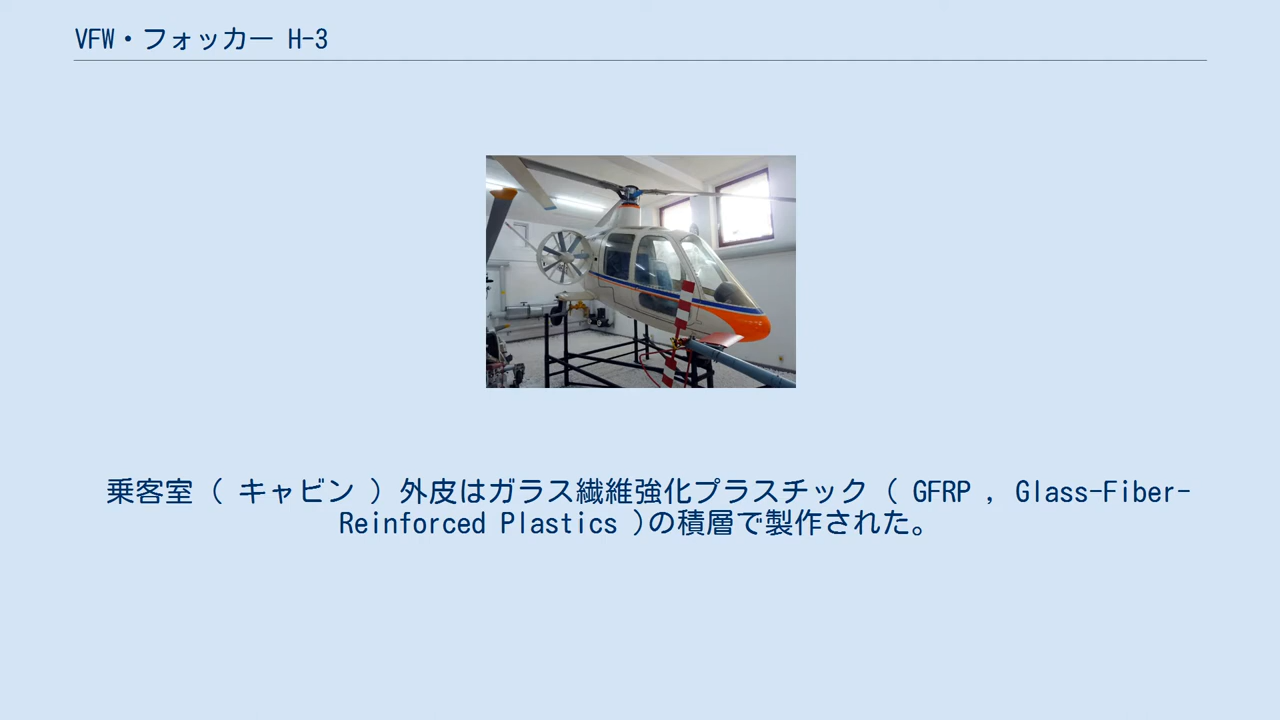 VFW・フォッカー H-3
乗客室 ( キャビン ) 外皮はガラス繊維強化プラスチック ( GFRP , Glass-Fiber-
Reinforced Plastics )の積層で製作された。